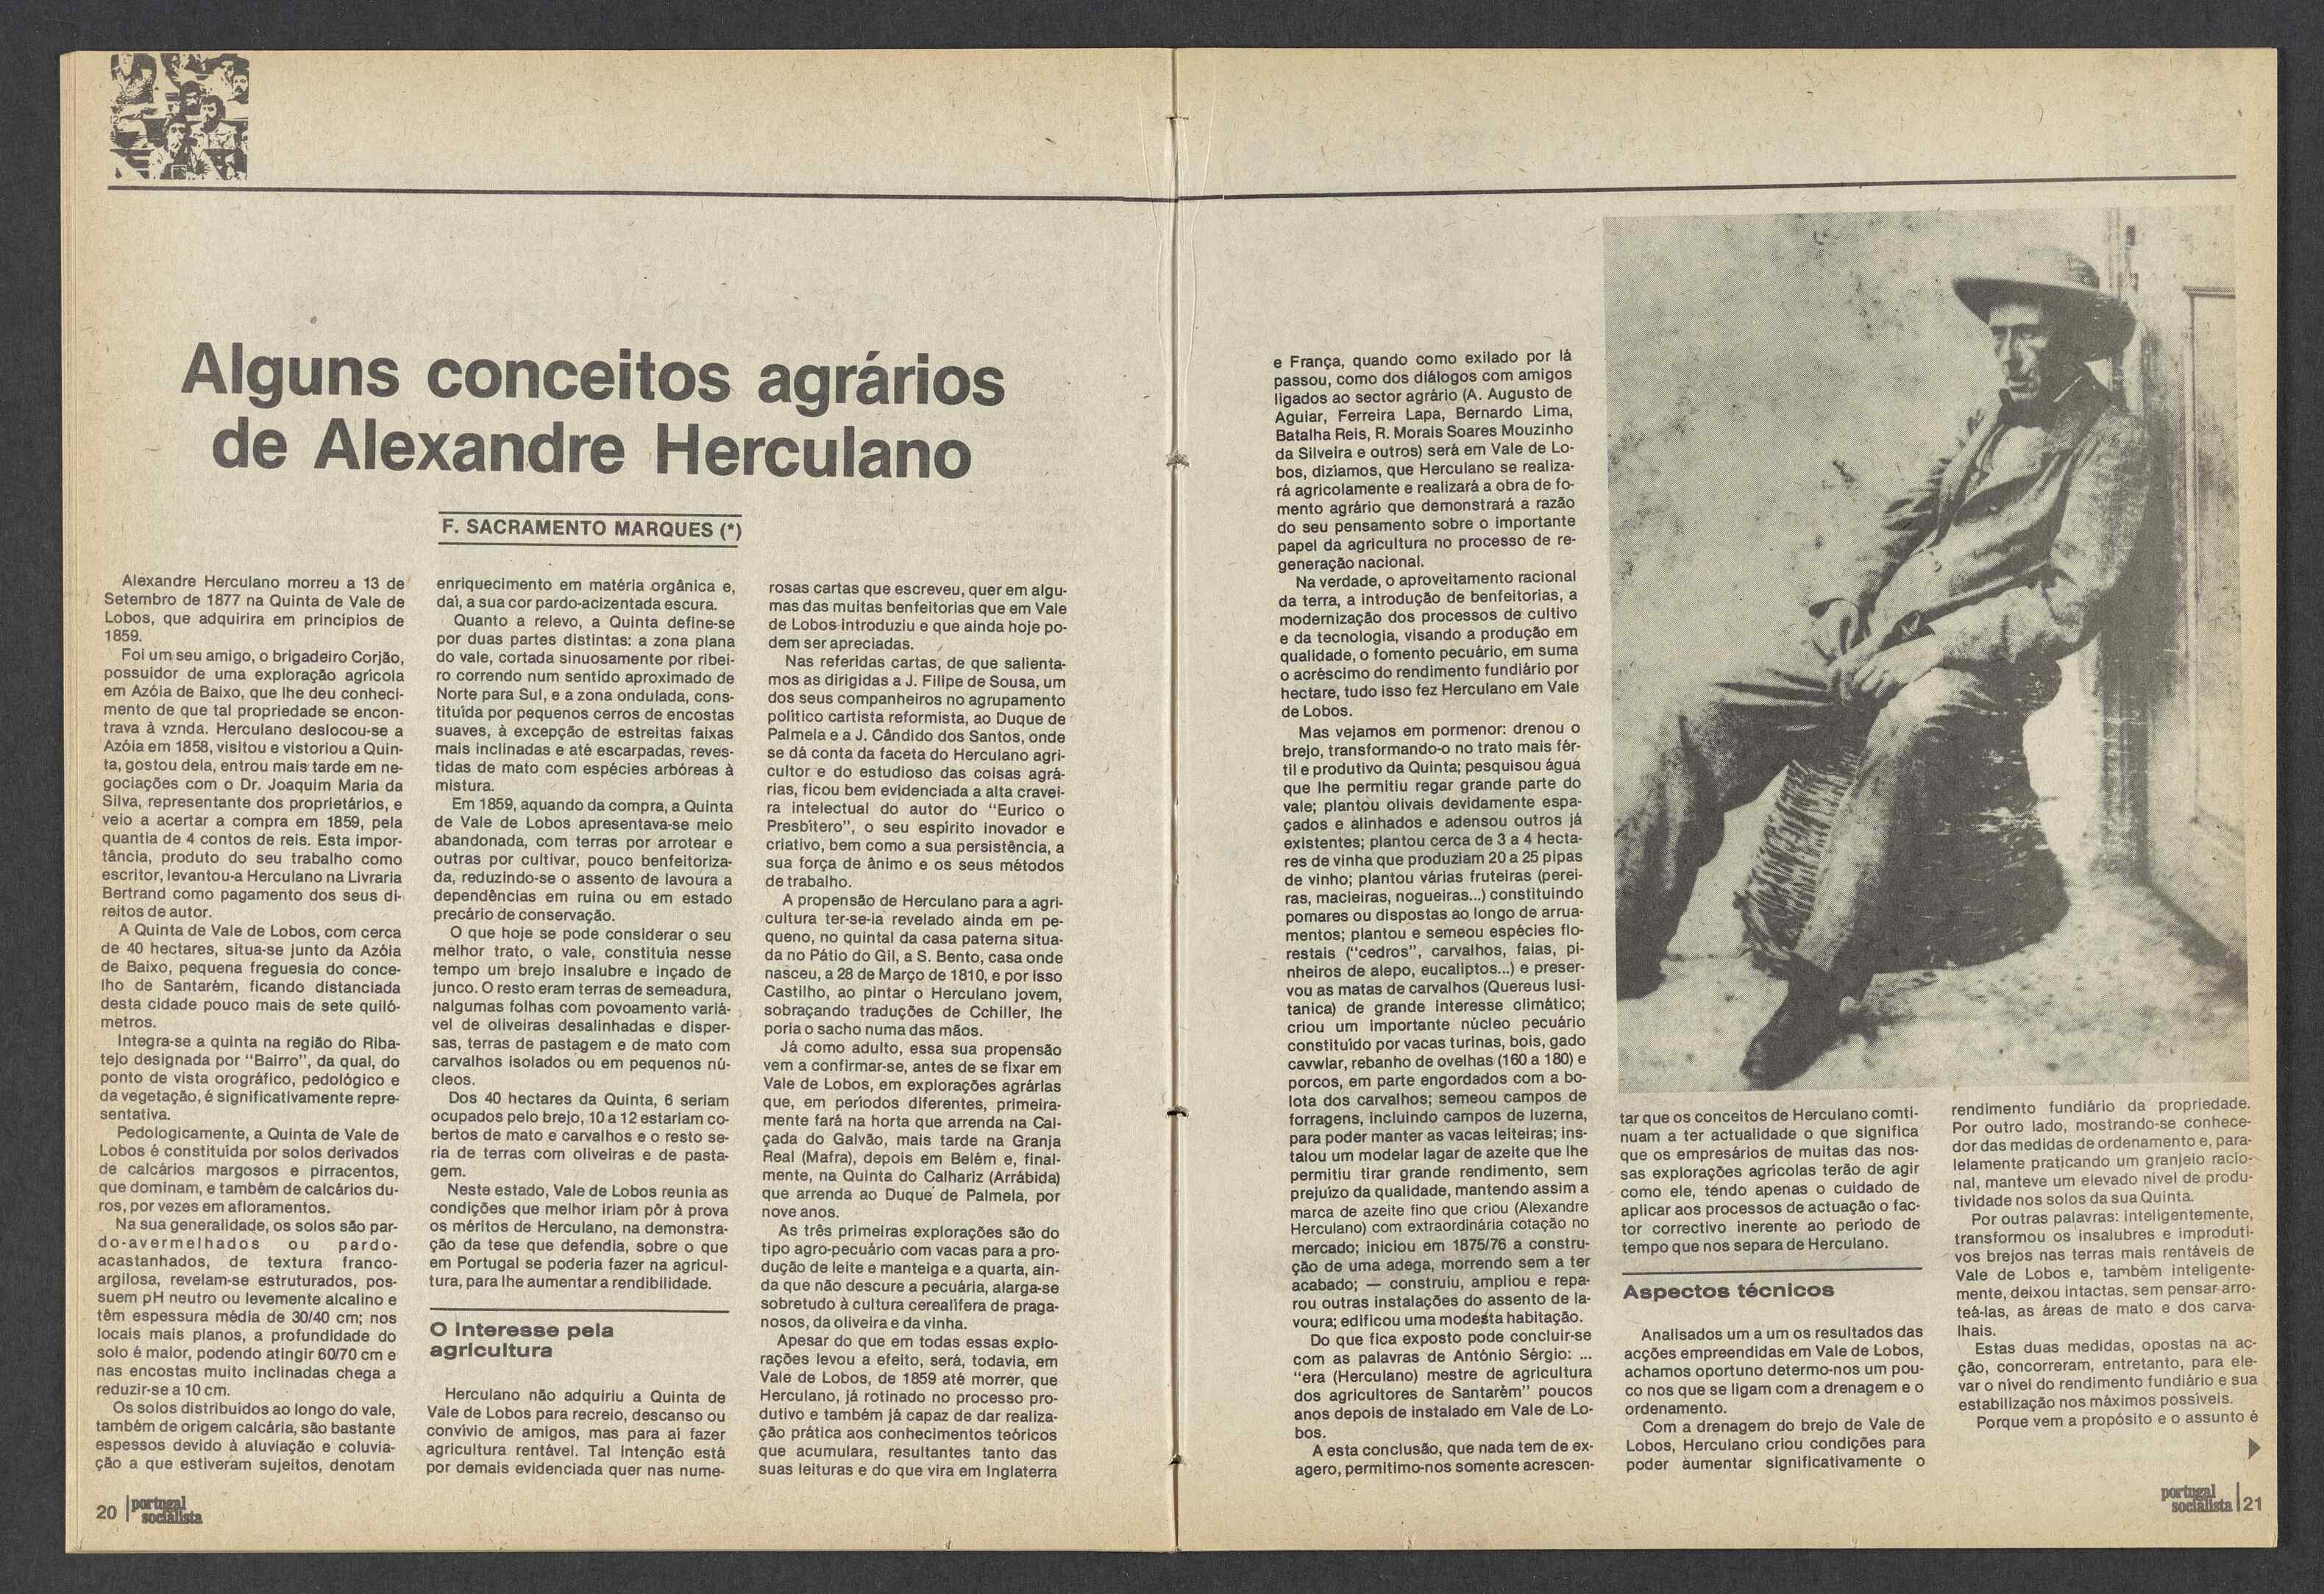 Alguns conceitos agrários
de Alexandre Herculano
F. SACRAMENTO MARQUES (*)
Alexandre Herculano morreu a 13 de
Setembro de 1877 na Quinta de Vale de
Lobos, que adquirira em princípios de
1859.
Foi um seu amigo, o brigadeiro Corjão,
possuidor de uma exploração agrícola
em Azóia de Baixo, que lhe deu conheci-
mento de que tal propriedade se encon-
trava à vznda. Herculano deslocou-se a
Azóia em 1858, visitou e vistoriou a Quin-
ta, gostou dela, entrou mais tarde em ne-
gociações com o Dr. Joaquim Maria da
Silva, representante dos proprietários, e
veio a acertar a compra em 1859, pela
quantia de 4 contos de reis. Esta impor-
tância, produto do seu trabalho como
escritor, levantou-a Herculano na Livraria
Bertrand como pagamento dos seus di-
reitos de autor.
A Quinta de Vale de Lobos, com cerca
de 40 hectares, situa-se junto da Azóia
de Baixo, pequena freguesia do conce-
lho de Santarém, ficando distanciada
desta cidade pouco mais de sete quiló-
metros.
Integra-se a quinta na região do Riba-
tejo designada por "Bairro", da qual, do
ponto de vista orográfico, pedológico e
da vegetação, é significativamente repre-
sentativa.
Pedologicamente, a Quinta de Vale de
Lobos é constituída por solos derivados
de calcários margosos e pirracentos,
que dominam, e também de calcários du-
ros, por vezes em afloramentos.
Na sua generalidade, os solos são par-
do-avermelhados ou pardo-
acastanhados, de textura franco-
argilosa, revelam-se estruturados, pos-
suem pH neutro ou levemente alcalino e
têm espessura média de 30/40 cm; nos
locais mais planos, a profundidade do
solo é maior, podendo atingir 60/70 cm e
nas encostas muito inclinadas chega a
reduzir-se a 10 cm.
Os solos distribuidos ao longo do vale,
também de origem calcária, são bastante
espessos devido à aluviação e coluvia-
ção a que estiveram sujeitos, denotam
enriquecimento em matéria orgânica e,
daí, a sua cor pardo-acizentada escura.
Quanto a relevo, a Quinta define-se
por duas partes distintas: a zona plana
do vale, cortada sinuosamente por ribei-
ro correndo num sentido aproximado de
Norte para Sul, e a zona ondulada, cons-
tituída por pequenos cerros de encostas
suaves, à excepção de estreitas faixas
mais inclinadas e até escarpadas, reves-
tidas de mato com espécies arbóreas à
mistura.
Em 1859, aquando da compra, a Quinta
de Vale de Lobos apresentava-se meio
abandonada, com terras por arrotear e
outras por cultivar, pouco benfeitoriza-
da, reduzindo-se o assento de lavoura a
dependências em ruina ou em estado
precário de conservação.
O que hoje se pode considerar o seu
melhor trato, o vale, constituía nesse
tempo um brejo insalubre e inçado de
junco. O resto eram terras de semeadura,
nalgumas folhas com povoamento variá-
vel de oliveiras desalinhadas e disper-
sas, terras de pastagem e de mato com
carvalhos isolados ou em pequenos nú-
cleos.
Dos 40 hectares da Quinta, 6 seriam
ocupados pelo brejo, 10 a 12 estariam co-
bertos de mato e carvalhos e o resto se-
ria de terras com oliveiras e de pasta-
gem.
Neste estado, Vale de Lobos reunia as
condições que melhor iriam pôr à prova
os méritos de Herculano, na demonstra-
ção da tese que defendia, sobre o que
em Portugal se poderia fazer na agricul-
tura, para lhe aumentar a rendibilidade.
O interesse pela
agricultura
Herculano não adquiriu a Quinta de
Vale de Lobos para recreio, descanso ou
convívio de amigos, mas para aí fazer
agricultura rentável. Tal intenção está
por demais evidenciada quer nas nume-
rosas cartas que escreveu, quer em algu-
mas das muitas benfeitorias que em Vale
de Lobos introduziu e que ainda hoje po-
dem ser apreciadas.
Nas referidas cartas, de que salienta-
mos as dirigidas a J. Filipe de Sousa, um
dos seus companheiros no agrupamento
político cartista reformista, ao Duque de
Palmela e a J. Cândido dos Santos, onde
se dá conta da faceta do Herculano agri-
cultor e do estudioso das coisas agrá-
rias, ficou bem evidenciada a alta cravei-
ra intelectual do autor do "Eurico o
Presbítero", o seu espírito inovador e
criativo, bem como a sua persistência, a
sua força de ânimo e os seus métodos
de trabalho.
A propensão de Herculano para a agri-
cultura ter-se-ia revelado ainda em pe-
queno, no quintal da casa paterna situa-
da no Pátio do Gil, a S. Bento, casa onde
nasceu, a 28 de Março de 1810, e por isso
Castilho, ao pintar o Herculano jovem,
sobraçando traduções de Cchiller, lhe
poria o sacho numa das mãos.
Já como adulto, essa sua propensão
vem a confirmar-se, antes de se fixar em
Vale de Lobos, em explorações agrárias
que, em períodos diferentes, primeira-
mente fará na horta que arrenda na Cal-
çada do Galvão, mais tarde na Granja
Real (Mafra), depois em Belém e, final-
mente, na Quinta do Calhariz (Arrábida)
que arrenda ao Duque de Palmela, por
nove anos.
As três primeiras explorações são do
tipo agro-pecuário com vacas para a pro-
dução de leite e manteiga e a quarta, ain-
da que não descure a pecuária, alarga-se
sobretudo à cultura cerealífera de praga-
nosos, da oliveira e da vinha.
Apesar do que em todas essas explo-
rações levou a efeito, será, todavia, em
Vale de Lobos, de 1859 até morrer, que
Herculano, já rotinado no processo pro-
dutivo e também já capaz de dar realiza-
ção prática aos conhecimentos teóricos
que acumulara, resultantes tanto das
suas leituras e do que vira em Inglaterra
20 portugal
socialista
e França, quando como exilado por lá
passou, como dos diálogos com amigos
ligados ao sector agrário (A. Augusto de
Aguiar, Ferreira Lapa, Bernardo Lima,
Batalha Reis, R. Morais Soares Mouzinho
da Silveira e outros) será em Vale de Lo-
bos, dizíamos, que Herculano se realiza-
rá agricolamente e realizará a obra de fo-
mento agrário que demonstrará a razão
do seu pensamento sobre o importante
papel da agricultura no processo de re-
generação nacional.
Na verdade, o aproveitamento racional
da terra, a introdução de benfeitorias, a
modernização dos processos de cultivo
e da tecnologia, visando a produção em
qualidade, o fomento pecuário, em suma
o acréscimo do rendimento fundiário por
hectare, tudo isso fez Herculano em Vale
de Lobos.
Mas vejamos em pormenor: drenou o
brejo, transformando-o no trato mais fér-
til e produtivo da Quinta; pesquisou água
que lhe permitiu regar grande parte do
vale; plantou olivais devidamente espa-
çados e alinhados e adensou outros já
existentes; plantou cerca de 3 a 4 hecta-
res de vinha que produziam 20 a 25 pipas
de vinho; plantou várias fruteiras (perei-
ras, macieiras, nogueiras...) constituindo
pomares ou dispostas ao longo de arrua-
mentos; plantou e semeou espécies flo-
restais ("cedros", carvalhos, faias, pi-
nheiros de alepo, eucaliptos...) e preser-
vou as matas de carvalhos (Quereus lusi-
tanica) de grande interesse climático;
criou um importante núcleo pecuário
constituído por vacas turinas, bois, gado
cavwlar, rebanho de ovelhas (160 a 180) e
porcos, em parte engordados com a bo-
lota dos carvalhos; semeou campos de
forragens, incluindo campos de luzerna,
para poder manter as vacas leiteiras; ins-
talou um modelar lagar de azeite que lhe
permitiu tirar grande rendimento, sem
prejuízo da qualidade, mantendo assim a
marca de azeite fino que criou (Alexandre
Herculano) com extraordinária cotação no
mercado; iniciou em 1875/76 a constru-
ção de uma adega, morrendo sem a ter
acabado; — construiu, ampliou e repa-
rou outras instalações do assento de la-
voura; edificou uma modesta habitação.
Do que fica exposto pode concluir-se
com as palavras de António Sérgio: ...
"era (Herculano) mestre de agricultura
dos agricultores de Santarém" poucos
anos depois de instalado em Vale de Lo-
bos.
A esta conclusão, que nada tem de ex-
agero, permitimo-nos somente acrescen-
tar que os conceitos de Herculano comti-
nuam a ter actualidade o que significa
que os empresários de muitas das nos-
sas explorações agrícolas terão de agir
como ele, tendo apenas o cuidado de
aplicar aos processos de actuação o fac-
tor correctivo inerente ao período de
tempo que nos separa de Herculano.
Aspectos técnicos
Analisados um a um os resultados das
acções empreendidas em Vale de Lobos,
achamos oportuno determo-nos um pou-
co nos que se ligam com a drenagem e o
ordenamento.
Com a drenagem do brejo de Vale de
Lobos, Herculano criou condições para
poder aumentar significativamente o
rendimento fundiário da propriedade.
Por outro lado, mostrando-se conhece-
dor das medidas de ordenamento e, para-
lelamente praticando um granjeio racio-
nal, manteve um elevado nível de produ-
tividade nos solos da sua Quinta.
Por outras palavras: inteligentemente,
transformou os insalubres e improduti-
vos brejos nas terras mais rentáveis de
Vale de Lobos e, também inteligente-
mente, deixou intactas, sem pensar arro-
teá-las, as áreas de mato e dos carva-
lhais.
Estas duas medidas, opostas na ac-
ção, concorreram, entretanto, para ele-
var o nível do rendimento fundiário e sua
estabilização nos máximos possíveis.
Porque vem a propósito e o assunto é
portugal
socialista 21